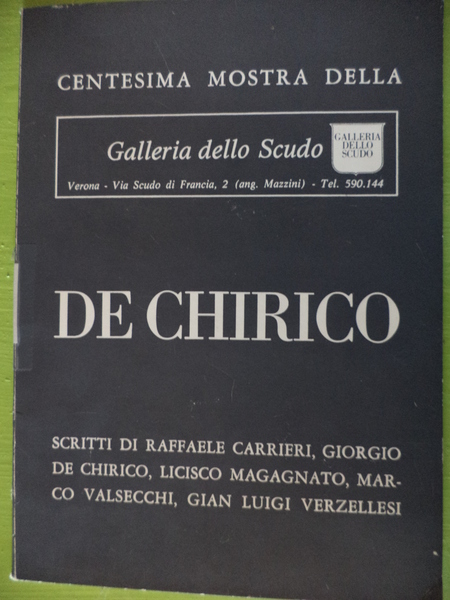 CENTESIMA MOSTRA DELLA
Galleria dello Scudo
GALLERIA
DELLO
SCUDO
Verona - Via Scudo di Francia, 2 (ang. Mazzini) - Tel. 590.144
DE CHIRICO
SCRITTI DI RAFFAELE CARRIERI, GIORGIO
DE CHIRICO, LICISCO MAGAGNATO, MAR-
CO VALSECCHI, GIAN LUIGI VERZELLESI